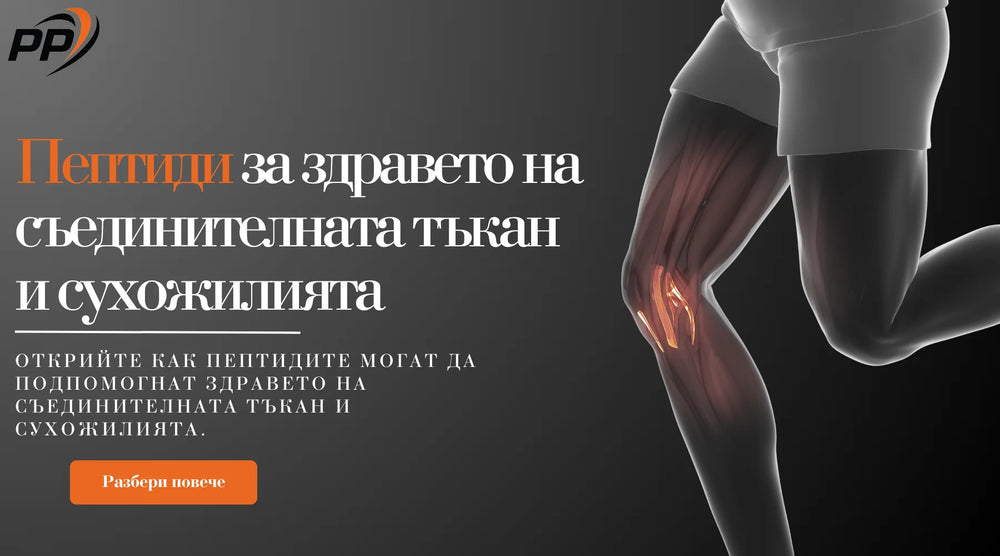 PP
Пептиди за здравето на
съединителната тъкан
и сухожилията
ОТКРИЙТЕ КАК ПЕПТИДИТЕ МОГАТ ДА
ПОДПОМОГНАТ ЗДРАВЕТО НА
СЪЕДИНИТЕЛНАТА ТЪКАН И
СУХОЖИЛИЯТА.
Разбери повече